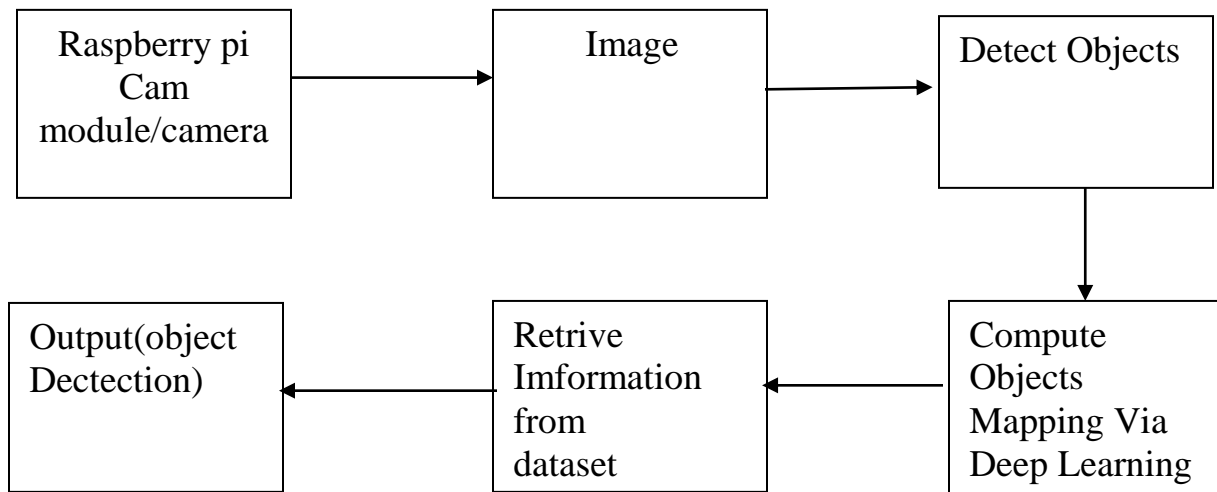 Raspberry pi
Cam
module/camera
Image
Detect Objects
Compute
Objects
Mapping Via
Deep Learning
Retrive
Imformation
from
dataset
Output(object
Dectection)